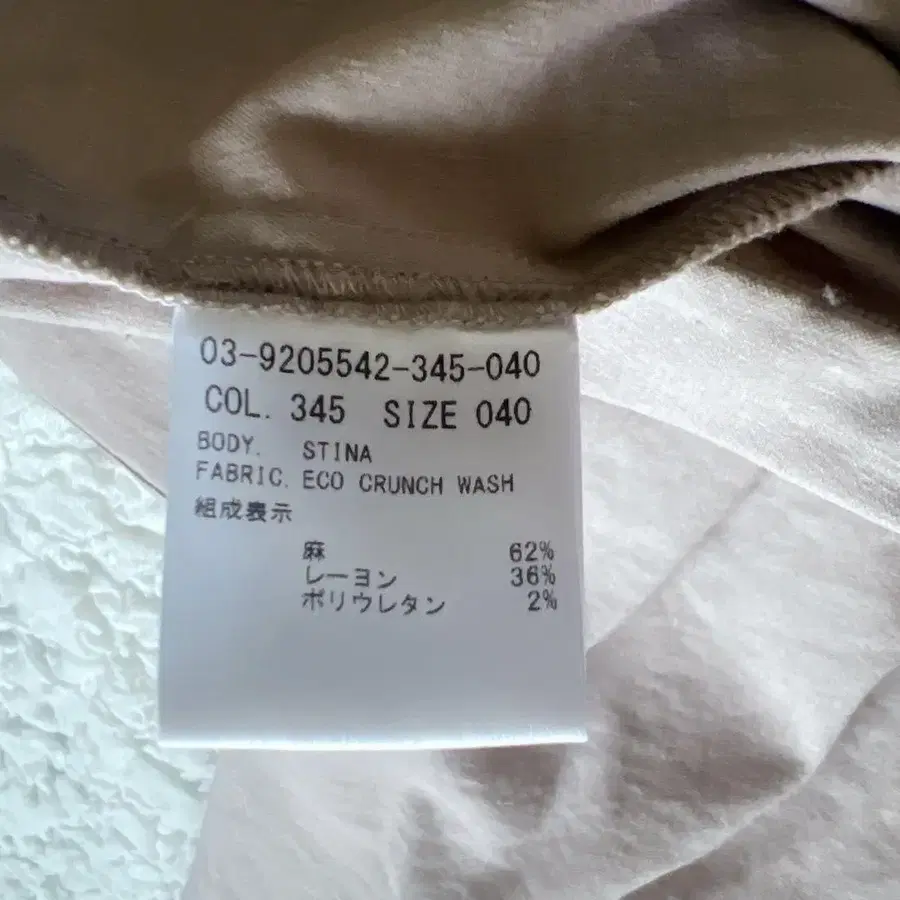 03-9205542-345-040
COL. 345 SIZE 040
BODY. STINA
FABRIC. ECO CRUNCH WASH
組成表示
麻 62%
レーヨン 36%
ポリウレタン 2%